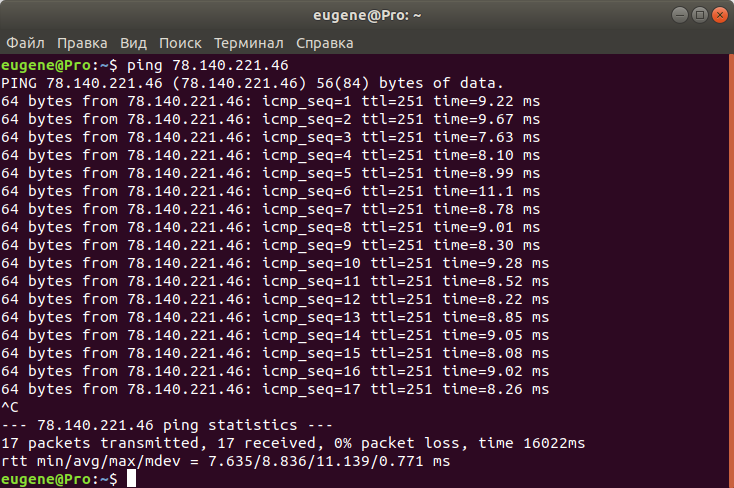 eugene@Pro: ~
Файл Правка Вид Поиск Терминал Справка
eugene@Pro:~$ ping 78.140.221.46
PING 78.140.221.46 (78.140.221.46) 56(84) bytes of data.
64 bytes from 78.140.221.46: icmp_seq=1 ttl=251 time=9.22 ms
64 bytes from 78.140.221.46: icmp_seq=2 ttl=251 time=9.67 ms
64 bytes from 78.140.221.46: icmp_seq=3 ttl=251 time=7.63 ms
64 bytes from 78.140.221.46: icmp_seq=4 ttl=251 time=8.10 ms
64 bytes from 78.140.221.46: icmp_seq=5 ttl=251 time=8.99 ms
64 bytes from 78.140.221.46: icmp_seq=6 ttl=251 time=11.1 ms
64 bytes from 78.140.221.46: icmp_seq=7 ttl=251 time=8.78 ms
64 bytes from 78.140.221.46: icmp_seq=8 ttl=251 time=9.01 ms
64 bytes from 78.140.221.46: icmp_seq=9 ttl=251 time=8.30 ms
64 bytes from 78.140.221.46: icmp_seq=10 ttl=251 time=9.28 ms
64 bytes from 78.140.221.46: icmp_seq=11 ttl=251 time=8.52 ms
64 bytes from 78.140.221.46: icmp_seq=12 ttl=251 time=8.22 ms
64 bytes from 78.140.221.46: icmp_seq=13 ttl=251 time=8.85 ms
64 bytes from 78.140.221.46: icmp_seq=14 ttl=251 time=9.05 ms
64 bytes from 78.140.221.46: icmp_seq=15 ttl=251 time=8.08 ms
64 bytes from 78.140.221.46: icmp_seq=16 ttl=251 time=9.02 ms
64 bytes from 78.140.221.46: icmp_seq=17 ttl=251 time=8.26 ms
^C
--- 78.140.221.46 ping statistics ---
17 packets transmitted, 17 received, 0% packet loss, time 16022ms
rtt min/avg/max/mdev = 7.635/8.836/11.139/0.771 ms
eugene@Pro:~$